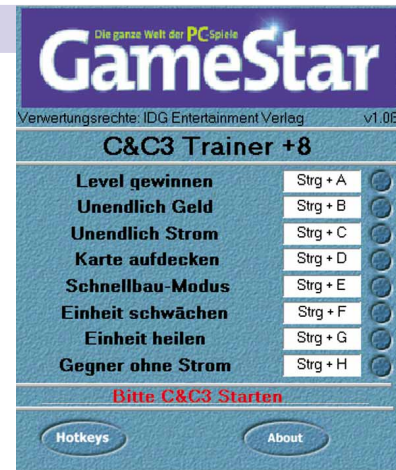 Die ganze Welt der PC Spiele
GameStar
Verwertungsrechte: IDG Entertainment Verlag v1.06
C&C3 Trainer +8
Level gewinnen Strg + A
Unendlich Geld Strg + B
Unendlich Strom Strg + C
Karte aufdecken Strg + D
Schnellbau-Modus Strg + E
Einheit schwächen Strg + F
Einheit heilen Strg + G
Gegner ohne Strom Strg + H
Bitte C&C3 Starten
Hotkeys About